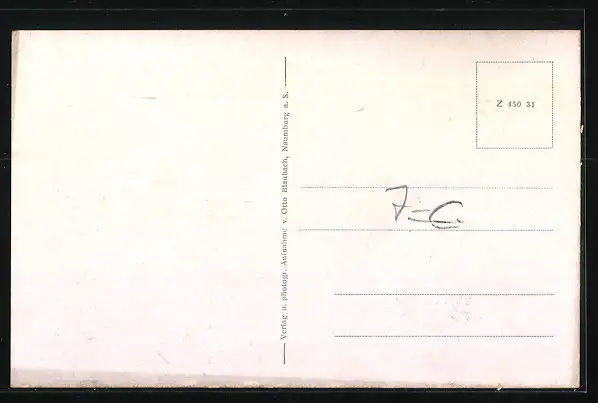 Verlag u. photogr. Aufnahme v. Otto Blaubach, Naumburg a. S.
Z 450 31
7-€